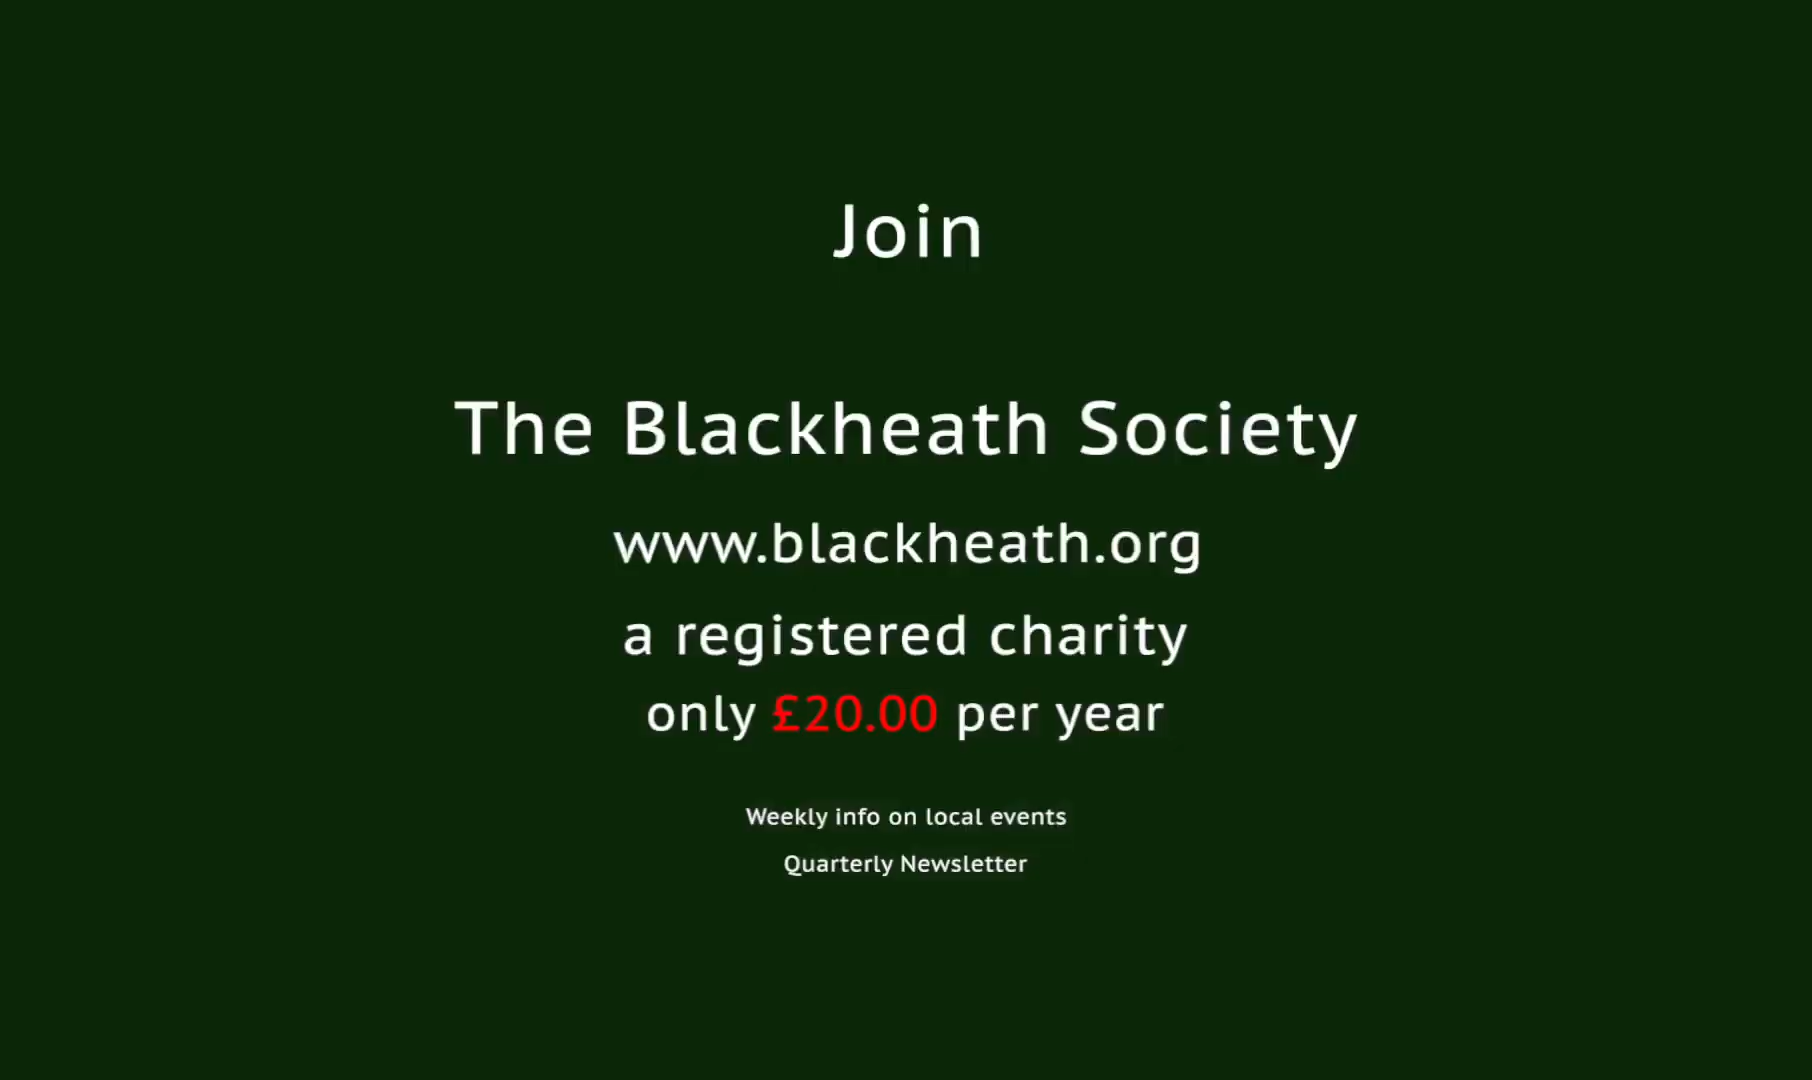 Join
The Blackheath Society
www.blackheath.org
a registered charity
only £20.00 per year
Weekly info on local events
Quarterly Newsletter